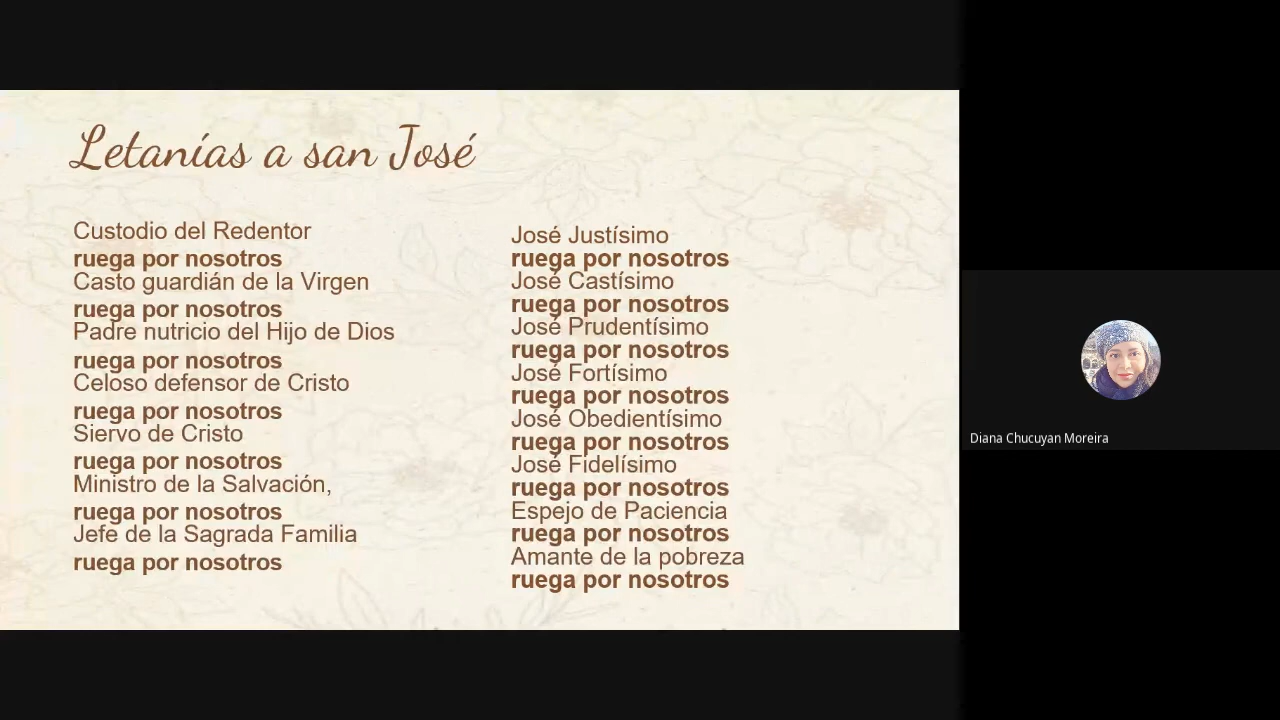 Letanías a san José
Custodio del Redentor
ruega por nosotros
Casto guardián de la Virgen
ruega por nosotros
Padre nutricio del Hijo de Dios
ruega por nosotros
Celoso defensor de Cristo
ruega por nosotros
Siervo de Cristo
ruega por nosotros
Ministro de la Salvación,
ruega por nosotros
Jefe de la Sagrada Familia
ruega por nosotros
José Justísimo
ruega por nosotros
José Castísimo
ruega por nosotros
José Prudentísimo
ruega por nosotros
José Fortísimo
ruega por nosotros
José Obedientísimo
ruega por nosotros
José Fidelísimo
ruega por nosotros
Espejo de Paciencia
ruega por nosotros
Amante de la pobreza
ruega por nosotros
Diana Chucuyan Moreira